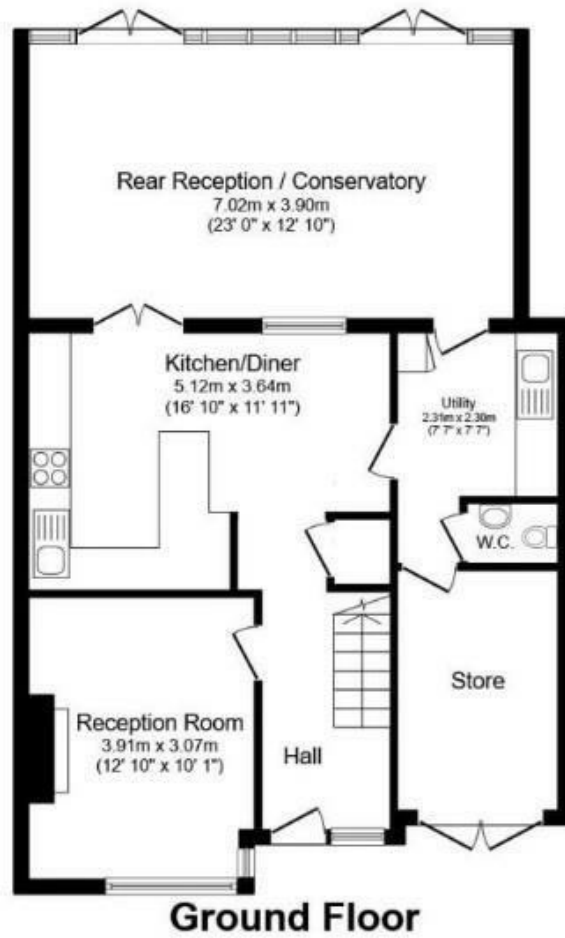 Rear Reception / Conservatory
7.02m x 3.90m
(23' 0" x 12' 10")
Kitchen/Diner
5.12m x 3.64m
(16' 10" x 11' 11")
Utility
2.31m x 2.30m
(7' 7" x 7' 7")
W.C.
Reception Room
3.91m x 3.07m
(12' 10" x 10' 1")
Hall
Store
Ground Floor